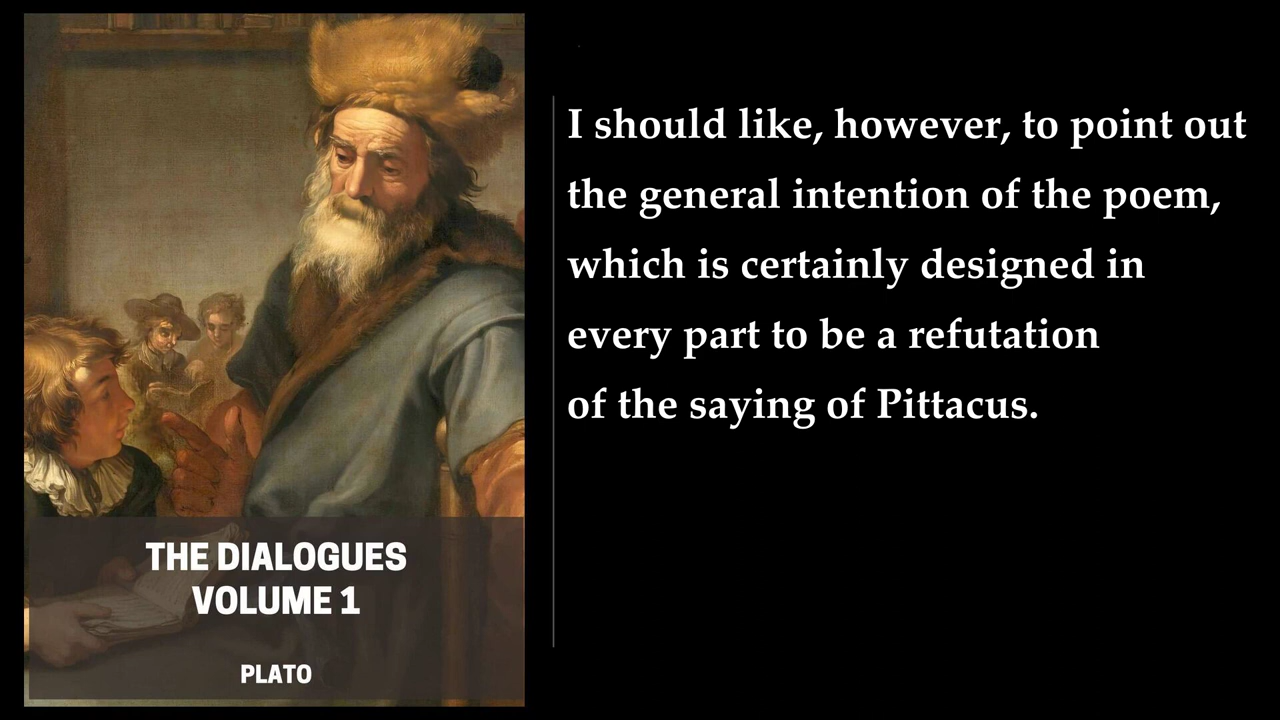 I should like, however, to point out
the general intention of the poem,
which is certainly designed in
every part to be a refutation
of the saying of Pittacus.
THE DIALOGUES
VOLUME 1
PLATO